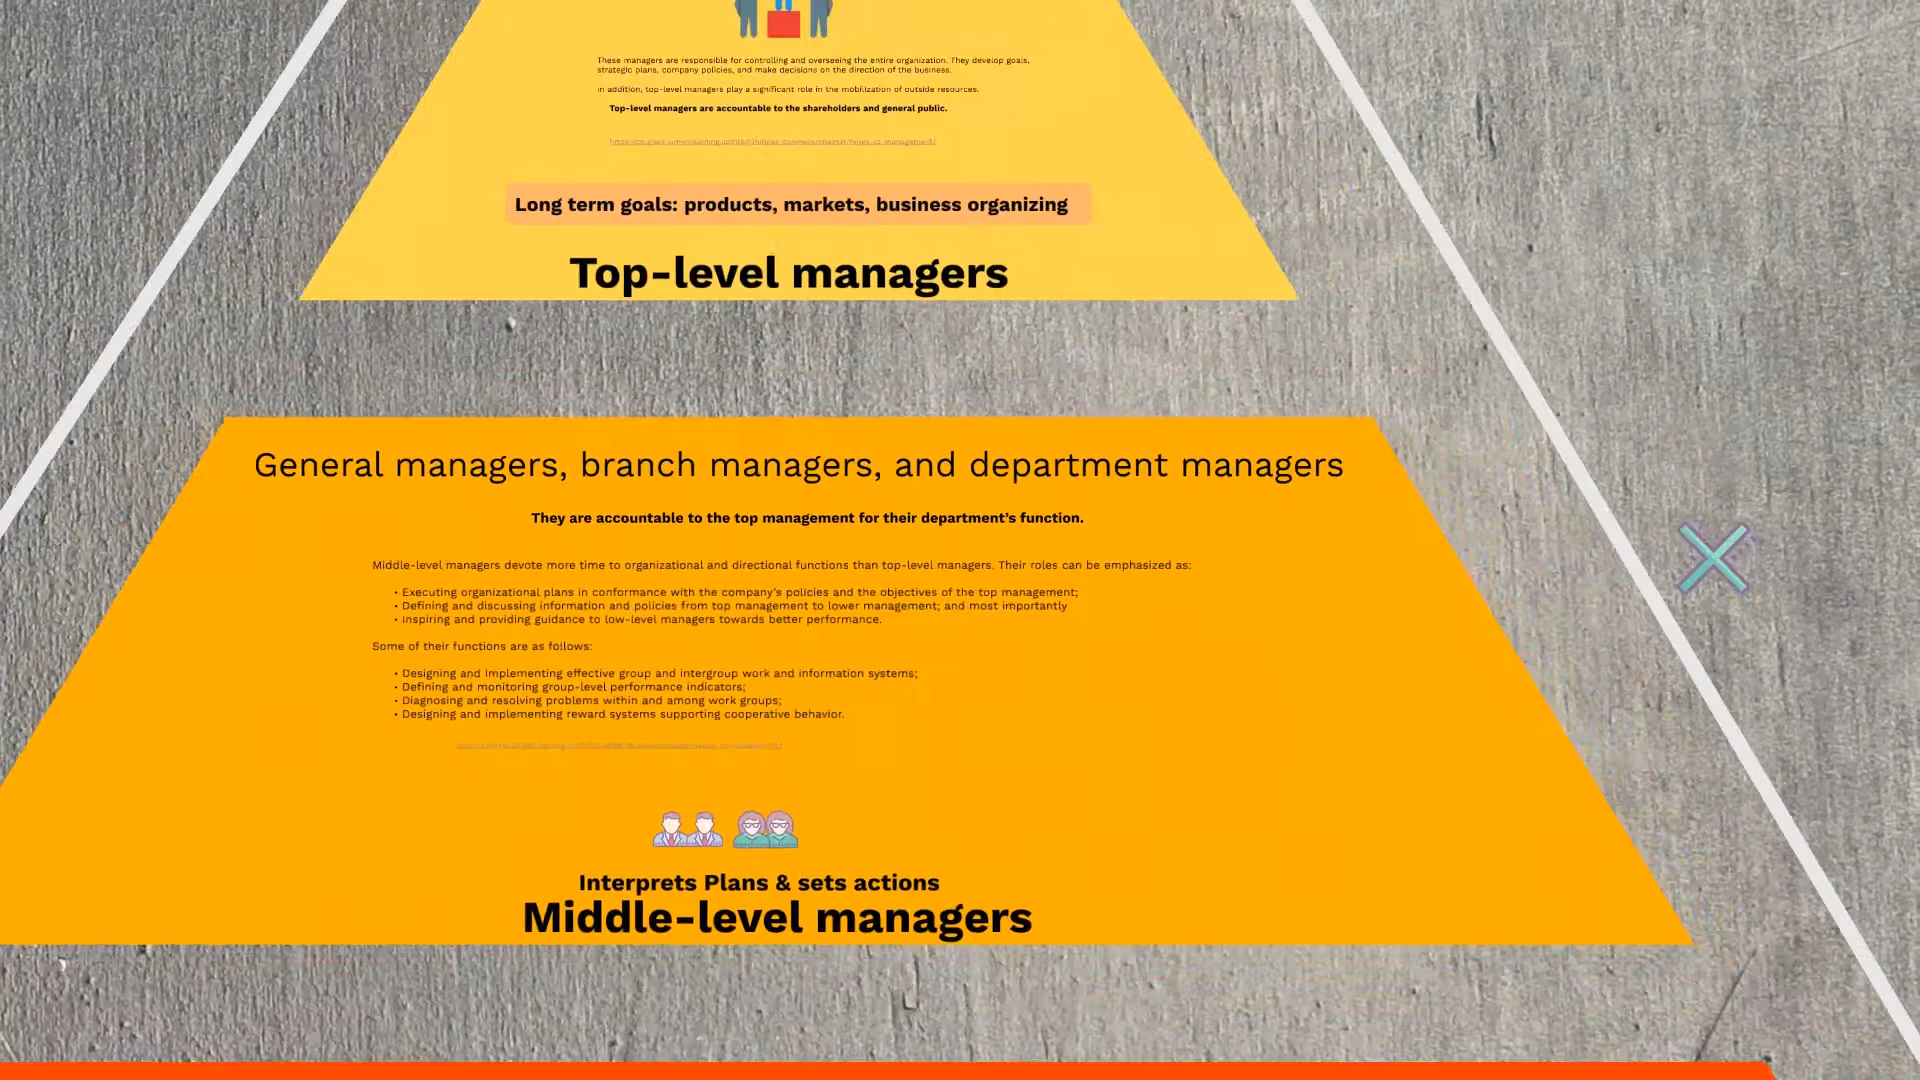 These managers are responsible for controlling and overseeing the entire organization. They develop goals,
strategic plans, company policies, and make decisions on the direction of the business.
In addition, top-level managers play a significant role in the mobilization of outside resources.
Top-level managers are accountable to the shareholders and general public.
Long term goals: products, markets, business organizing
Top-level managers
General managers, branch managers, and department managers
They are accountable to the top management for their department's function.
Middle-level managers devote more time to organizational and directional functions than top-level managers. Their roles can be emphasized as:
• Executing organizational plans in conformance with the company's policies and the objectives of the top management;
• Defining and discussing information and policies from top management to lower management; and most importantly
• Inspiring and providing guidance to low-level managers towards better performance.
Some of their functions are as follows:
• Designing and implementing effective group and intergroup work and information systems;
• Defining and monitoring group-level performance indicators;
• Diagnosing and resolving problems within and among work groups;
• Designing and implementing reward systems supporting cooperative behavior.
Interprets Plans & sets actions
Middle-level managers